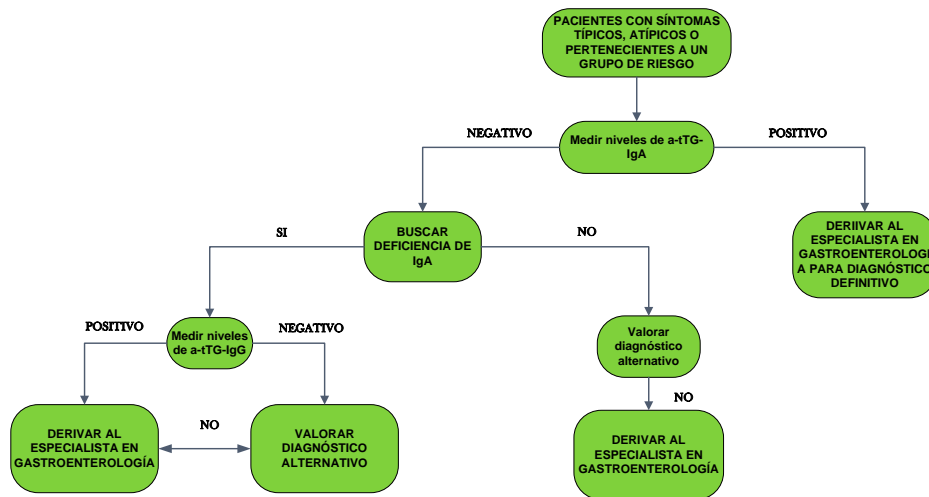 PACIENTES CON SÍNTOMAS
TÍPICOS, ATÍPICOS O
PERTENECIENTES A UN
GRUPO DE RIESGO
NEGATIVO
POSITIVO
Medir niveles de a-tTG-
IgA
SI
BUSCAR
DEFICIENCIA DE
IgA
NO
DERIIVAR AL
ESPECIALISTA EN
GASTROENTEROLOGÍ
A PARA DIAGNÓSTICO
DEFINITIVO
POSITIVO
NEGATIVO
Medir niveles
de a-tTG-IgG
Valorar
diagnóstico
alternativo
NO
DERIVAR AL
ESPECIALISTA EN
GASTROENTEROLOGÍA
NO
VALORAR
DIAGNÓSTICO
ALTERNATIVO
DERIVAR AL
ESPECIALISTA EN
GASTROENTEROLOGÍA